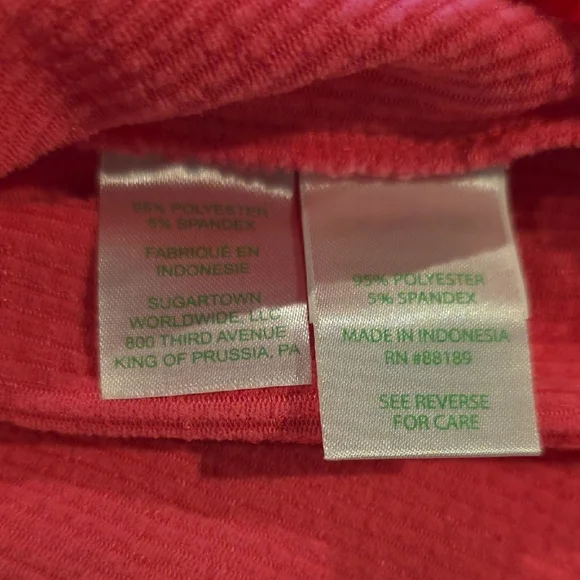 95% POLYESTER
5% SPANDEX
FABRIQUÉ EN
INDONESIE
SUGARTOWN
WORLDWIDE, LLC
800 THIRD AVENUE
KING OF PRUSSIA, PA
95% POLYESTER
5% SPANDEX
MADE IN INDONESIA
RN #88189
SEE REVERSE
FOR CARE